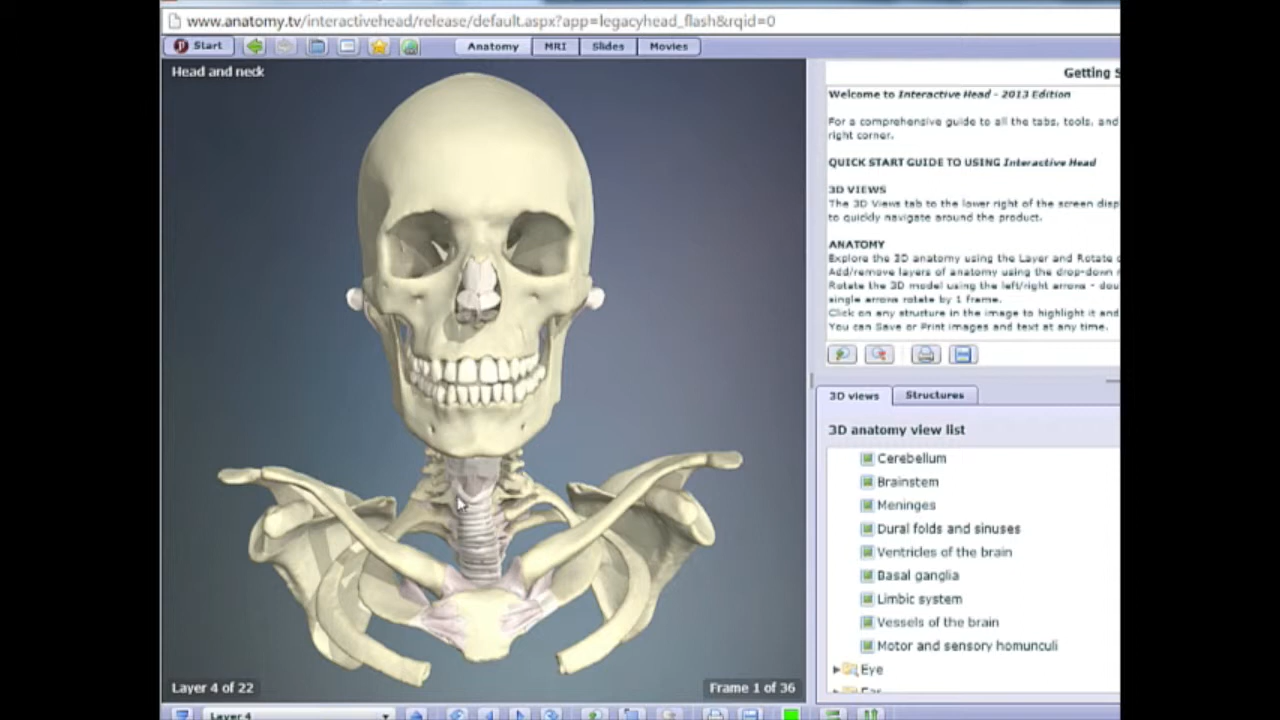 www.anatomy.tv/interactivehead/release/default.aspx?app=legacyhead_flash&rqid=0
Start
Anatomy
MRI
Slides
Movies
Head and neck
Getting S
Welcome to Interactive Head - 2013 Edition
For a comprehensive guide to all the tabs, tools, and
right corner.
QUICK START GUIDE TO USING Interactive Head
3D VIEWS
The 3D Views tab to the lower right of the screen disp
to quickly navigate around the product.
ANATOMY
Explore the 3D anatomy using the Layer and Rotate
Add/remove layers of anatomy using the drop-down
Rotate the 3D model using the left/right arrows - dou
single arrows rotate by 1 frame.
Click on any structure in the image to highlight it and
You can Save or Print images and text at any time.
3D views
Structures
3D anatomy view list
Cerebellum
Brainstem
Meninges
Dural folds and sinuses
Ventricles of the brain
Basal ganglia
Limbic system
Vessels of the brain
Motor and sensory homunculi
Eye
Ear
Layer 4 of 22
Frame 1 of 36
Layer 4